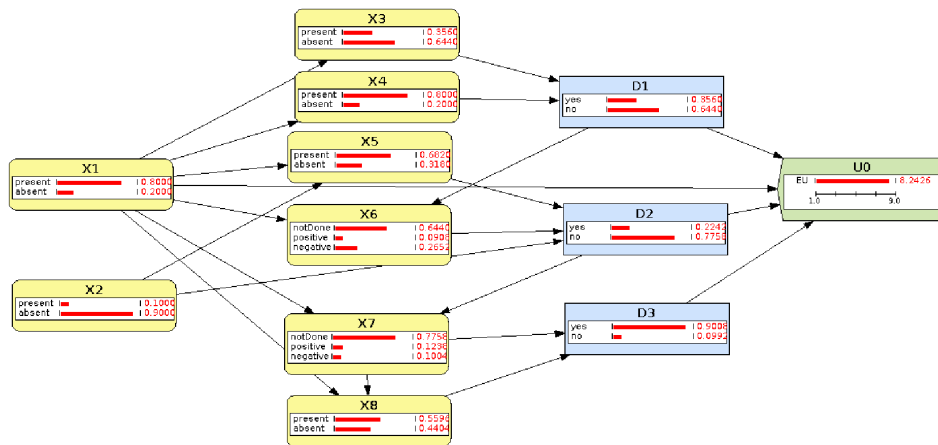 X3
present 0.3560
absent 0.6440
X4
present 0.8000
absent 0.2000
D1
yes 0.3560
no 0.6440
X5
present 0.6820
absent 0.3180
X1
present 0.8000
absent 0.2000
U0
EU 8.2426
1.0 9.0
X6
notDone 0.6440
positive 0.0908
negative 0.2652
D2
yes 0.2242
no 0.7758
X2
present 0.1000
absent 0.9000
X7
notDone 0.7758
positive 0.1238
negative 0.1004
D3
yes 0.9008
no 0.0992
X8
present 0.5596
absent 0.4404